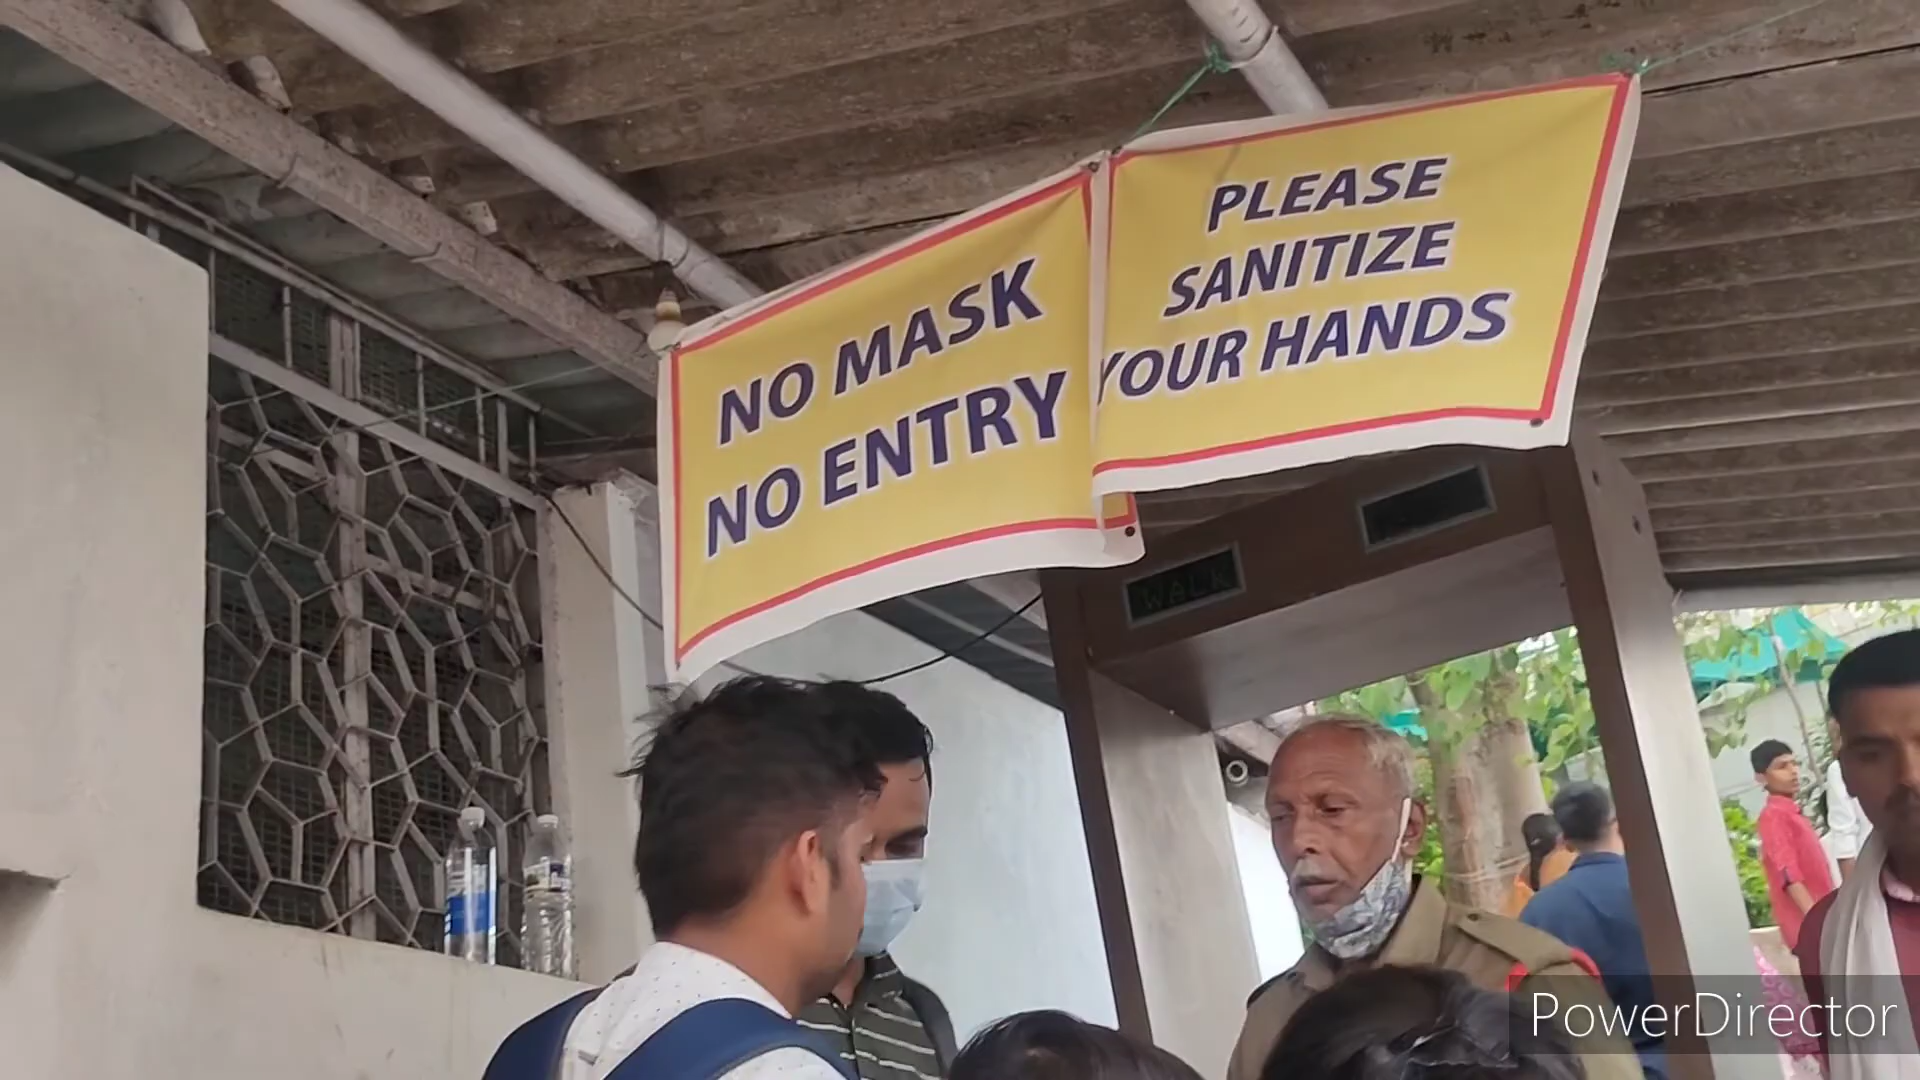 NO MASK
NO ENTRY
PLEASE
SANITIZE
YOUR HANDS
WALK
PowerDirector